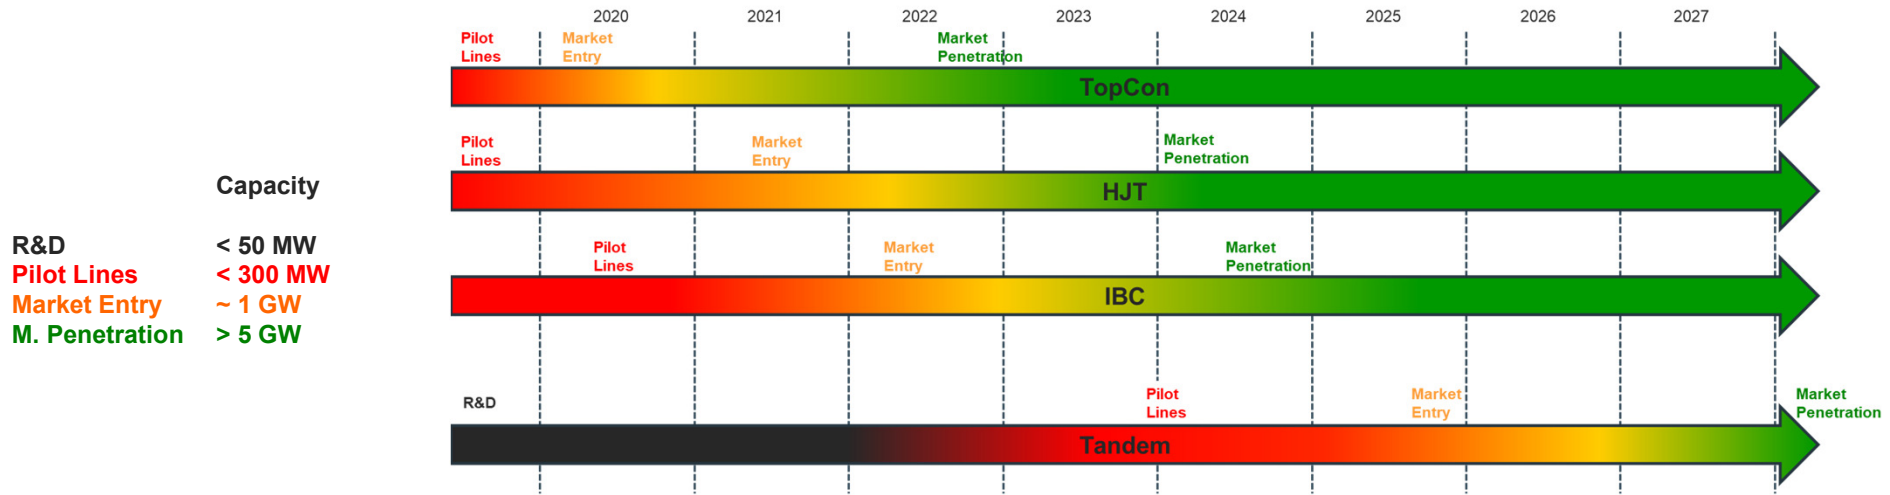 2020 2021 2022 2023 2024 2025 2026 2027
Pilot
Lines
Market
Entry
Market
Penetration
TopCon
Pilot
Lines
Market
Entry
Market
Penetration
HJT
Capacity
R&D < 50 MW
Pilot Lines < 300 MW
Market Entry ~ 1 GW
M. Penetration > 5 GW
Pilot
Lines
Market
Entry
Market
Penetration
IBC
R&D
Pilot
Lines
Market
Entry
Market
Penetration
Tandem